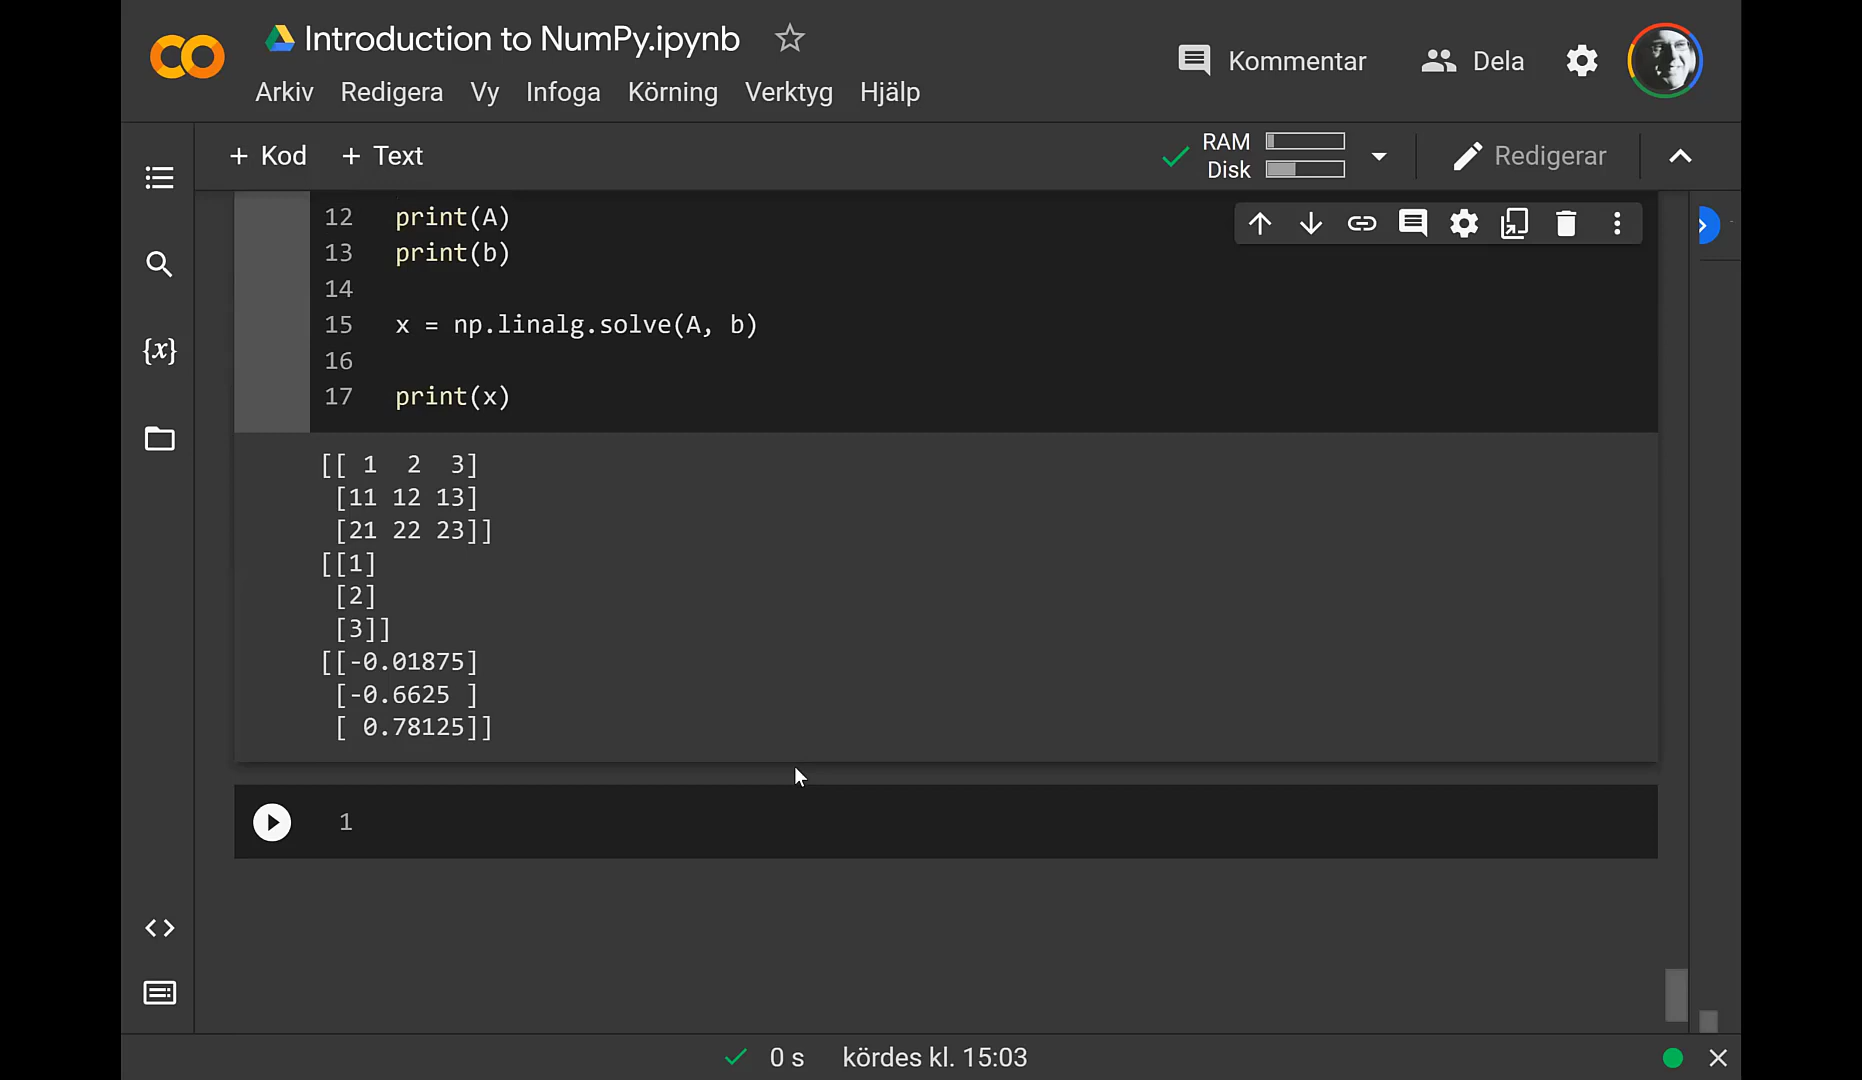 Introduction to NumPy.ipynb
Kommentar
Dela
Arkiv Redigera Vy Infoga Körning Verktyg Hjälp
+ Kod + Text
RAM
Disk
Redigerar
{x}
12 print(A)
13 print(b)
14
15 x = np.linalg.solve(A, b)
16
17 print(x)
[[ 1  2  3]
 [11 12 13]
 [21 22 23]]
[[1]
 [2]
 [3]]
[[-0.01875]
 [-0.6625 ]
 [ 0.78125]]
1
0 s kördes kl. 15:03